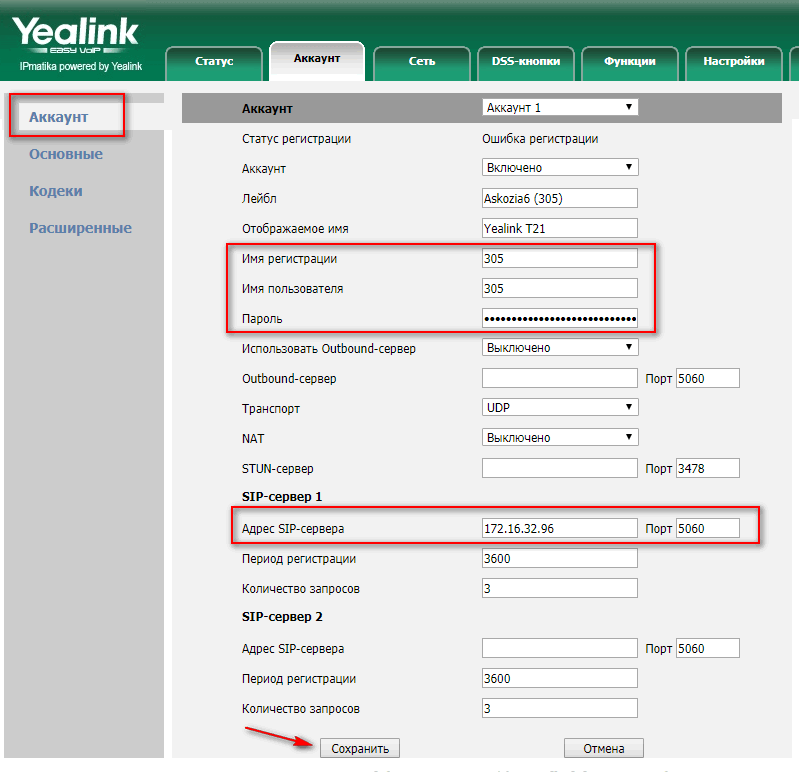 Yealink
EASY VoIP
IPmatika powered by Yealink
Статус Аккаунт Сеть DSS-кнопки Функции Настройки
Аккаунт
Основные
Кодеки
Расширенные
Аккаунт Аккаунт 1
Статус регистрации Ошибка регистрации
Аккаунт Включено
Лейбл Askozia6 (305)
Отображаемое имя Yealink T21
Имя регистрации 305
Имя пользователя 305
Пароль ••••••••••••••••••••••••••••
Использовать Outbound-сервер Выключено
Outbound-сервер Порт 5060
Транспорт UDP
NAT Выключено
STUN-сервер Порт 3478
SIP-сервер 1
Адрес SIP-сервера 172.16.32.96 Порт 5060
Период регистрации 3600
Количество запросов 3
SIP-сервер 2
Адрес SIP-сервера Порт 5060
Период регистрации 3600
Количество запросов 3
Сохранить Отмена